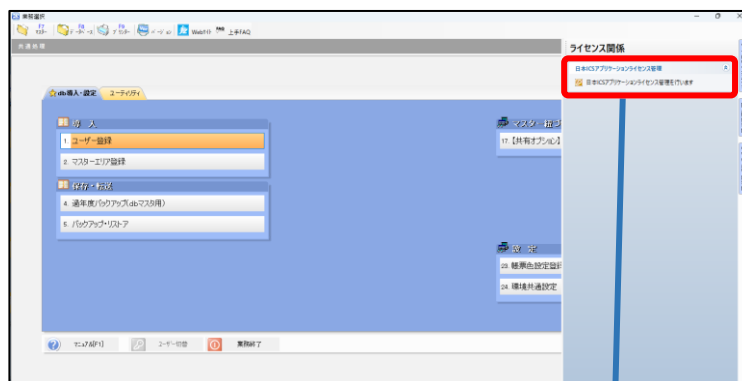 業務選択
F7
F8
F9
WebFit
上手FAQ
共通処理
ライセンス関係
日本ICSアプリケーションライセンス管理
日本ICSアプリケーションライセンス管理を行います
db導入・設定 ユーティリティ
導 入
1. ユーザー登録
2. マスターエリア登録
保存・転送
4. 過年度バックアップ(dbマスタ用)
5. バックアップ・リストア
17.【共有オプション】
設 定
23. 帳票色設定登録
24. 環境共通設定
マニュアル[F1] ユーザー切替 業務終了